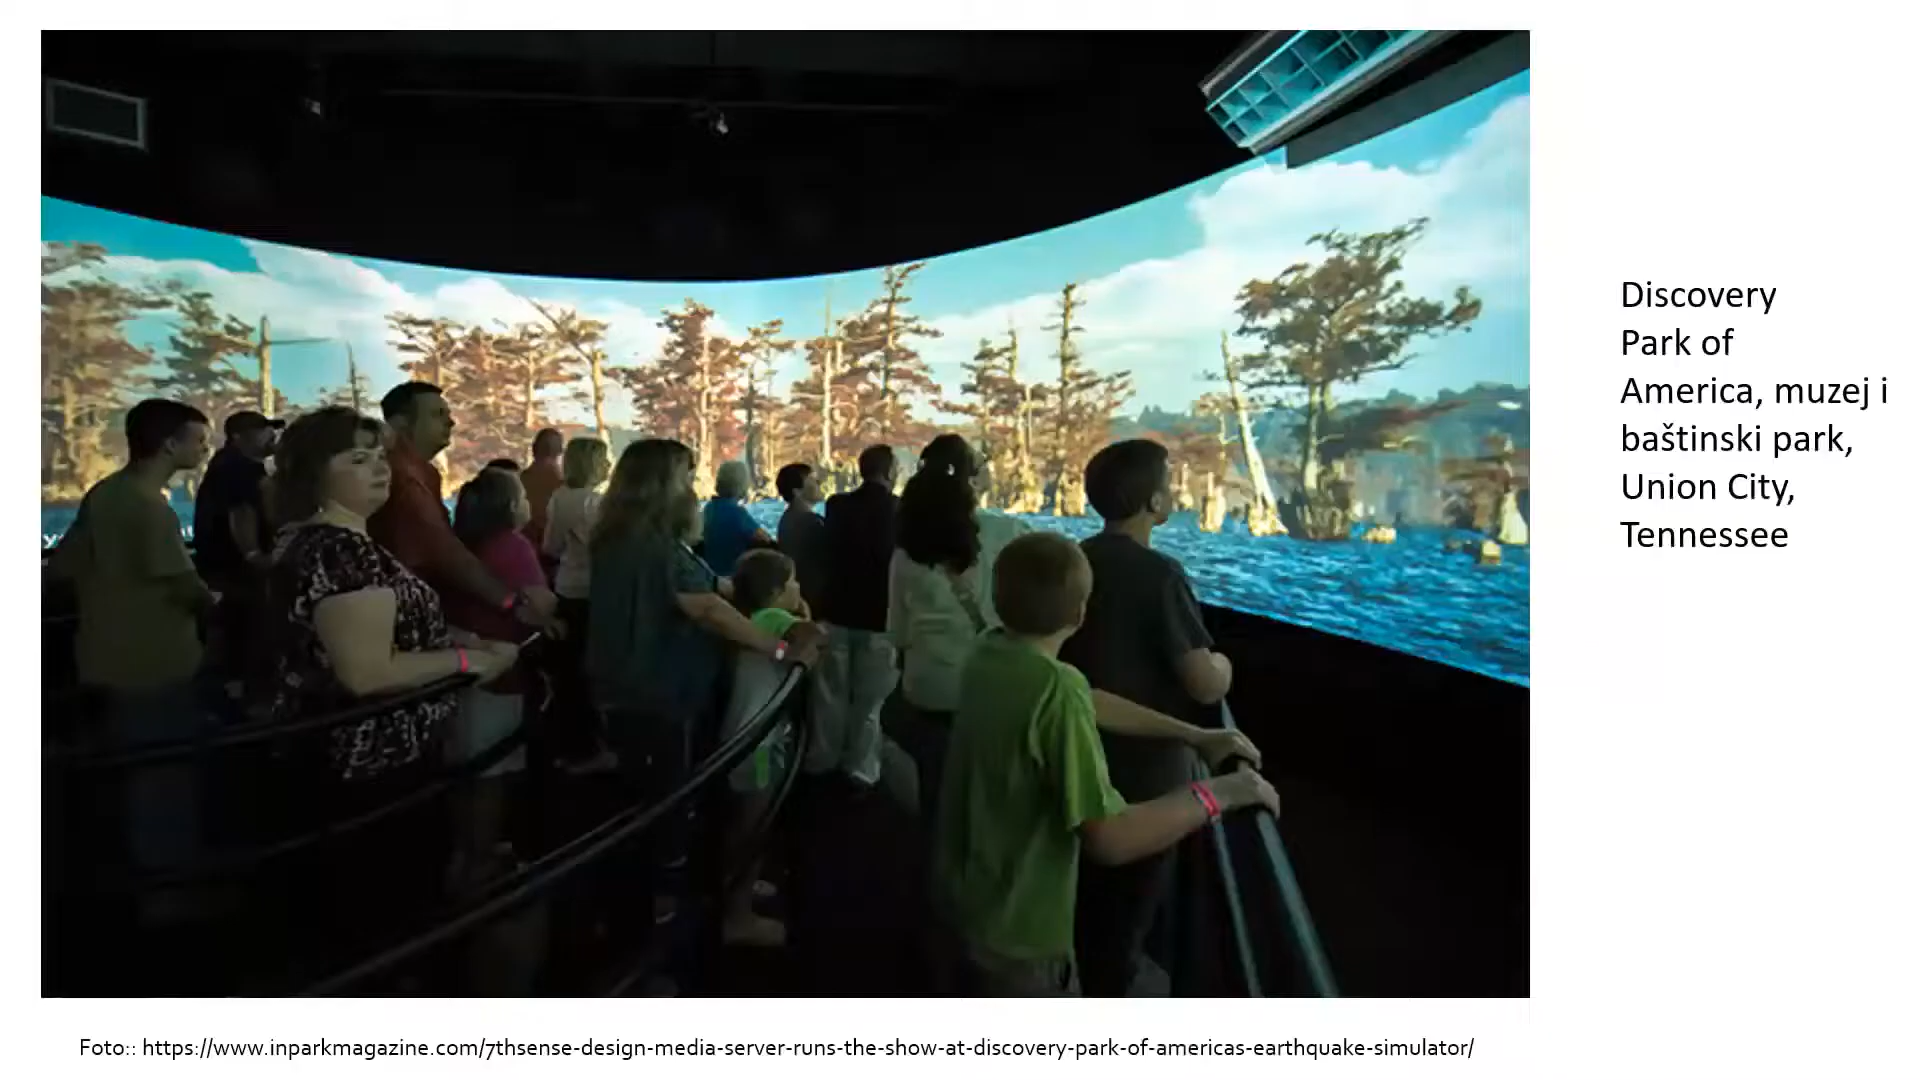 Discovery
Park of
America, muzej i
baštinski park,
Union City,
Tennessee
Foto:: https://www.inparkmagazine.com/7thsense-design-media-server-runs-the-show-at-discovery-park-of-americas-earthquake-simulator/